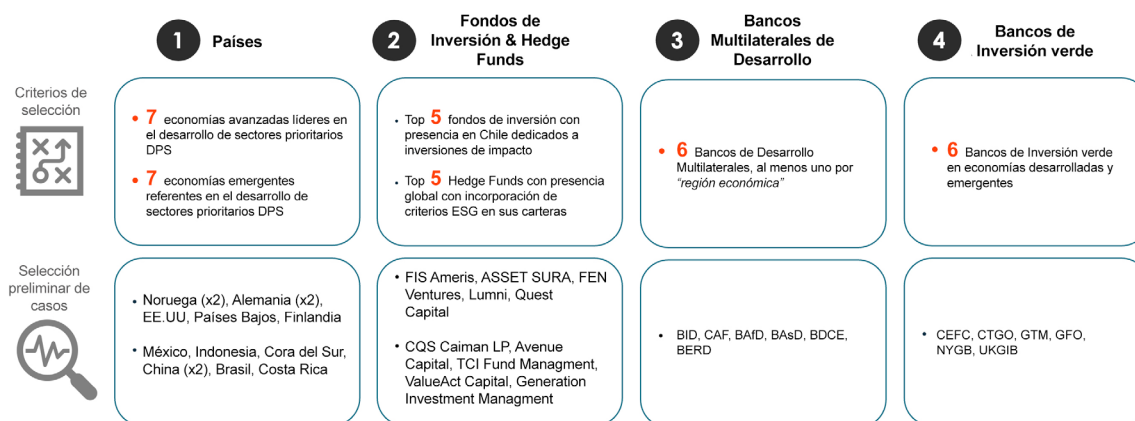 1
Países
2
Fondos de
Inversión & Hedge
Funds
3
Bancos
Multilaterales de
Desarrollo
4
Bancos de
Inversión verde
Criterios de
selección
• 7 economías avanzadas líderes en
el desarrollo de sectores prioritarios
DPS
• 7 economías emergentes
referentes en el desarrollo de
sectores prioritarios DPS
• Top 5 fondos de inversión con
presencia en Chile dedicados a
inversiones de impacto
• Top 5 Hedge Funds con presencia
global con incorporación de
criterios ESG en sus carteras
• 6 Bancos de Desarrollo
Multilaterales, al menos uno por
“región económica”
• 6 Bancos de Inversión verde
en economías desarrolladas y
emergentes
Selección
preliminar de
casos
• Noruega (x2), Alemania (x2),
EE.UU, Países Bajos, Finlandia
• México, Indonesia, Cora del Sur,
China (x2), Brasil, Costa Rica
• FIS Ameris, ASSET SURA, FEN
Ventures, Lumni, Quest
Capital
• CQS Caiman LP, Avenue
Capital, TCI Fund Managment,
ValueAct Capital, Generation
Investment Managment
• BID, CAF, BAfD, BAsD, BDCE,
BERD
• CEFC, CTGO, GTM, GFO,
NYGB, UKGIB